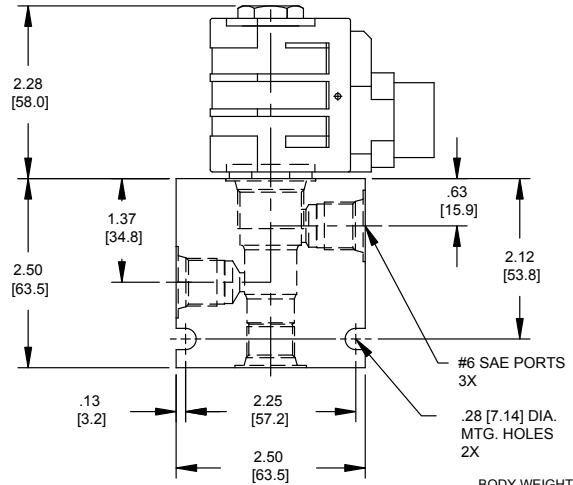 2.28
[58.0]
.63
[15.9]
1.37
[34.8]
2.12
[53.8]
2.50
[63.5]
#6 SAE PORTS
3X
.13
[3.2]
2.25
[57.2]
.28 [7.14] DIA.
MTG. HOLES
2X
2.50
[63.5]
BODY WEIGHT